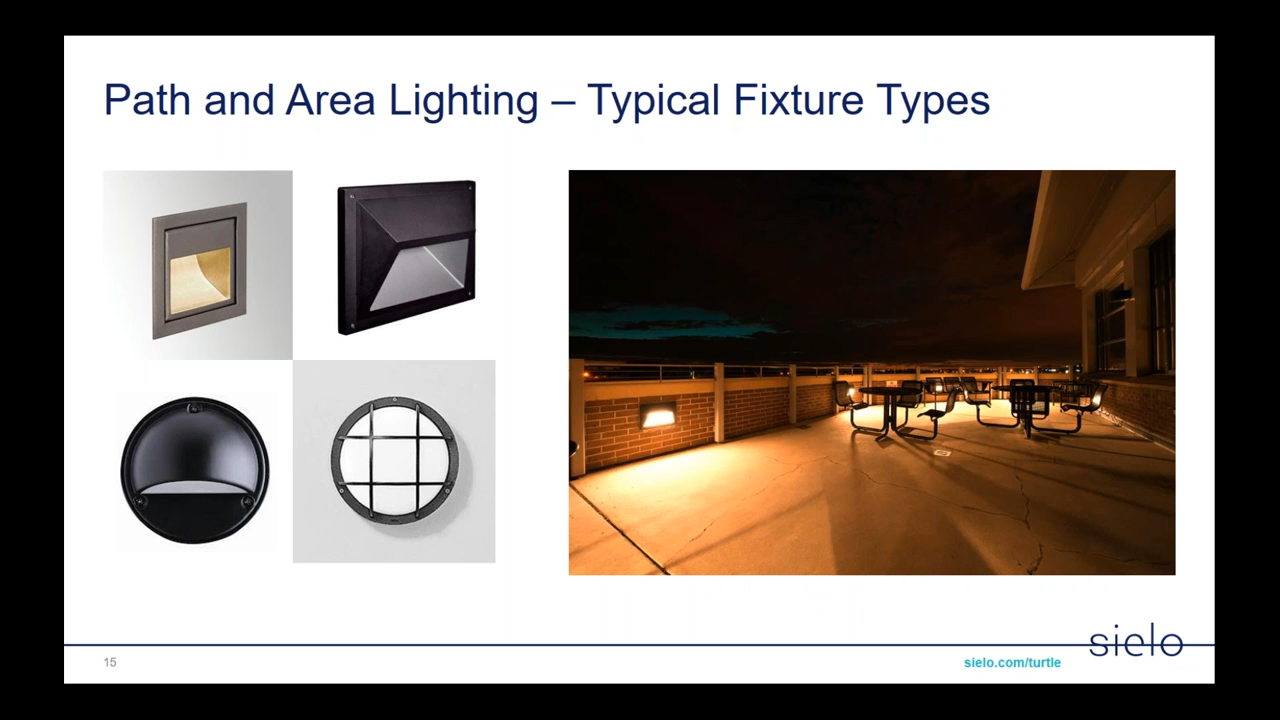 Path and Area Lighting – Typical Fixture Types
15
sielo.com/turtle
sielo